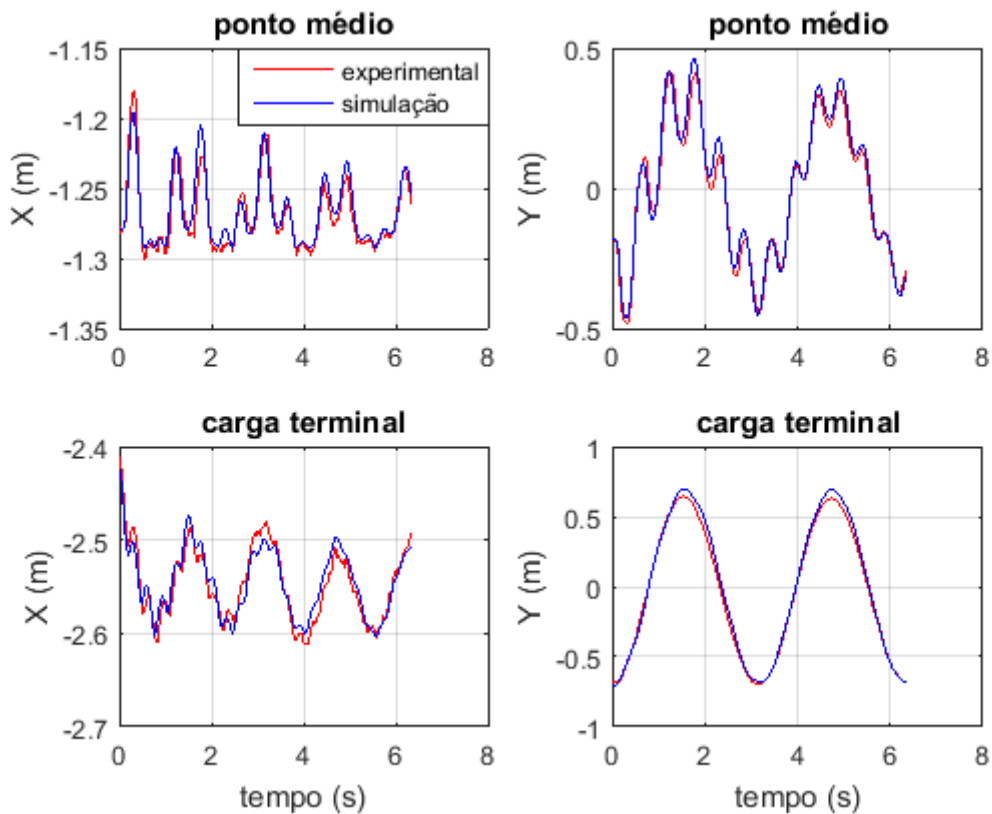 ponto médio
X (m)
-1.15
-1.2
-1.25
-1.3
-1.35
0 2 4 6 8
experimental
simulação
ponto médio
Y (m)
0.5
0
-0.5
0 2 4 6 8
carga terminal
X (m)
-2.4
-2.5
-2.6
-2.7
0 2 4 6 8
tempo (s)
carga terminal
Y (m)
1
0.5
0
-0.5
-1
0 2 4 6 8
tempo (s)